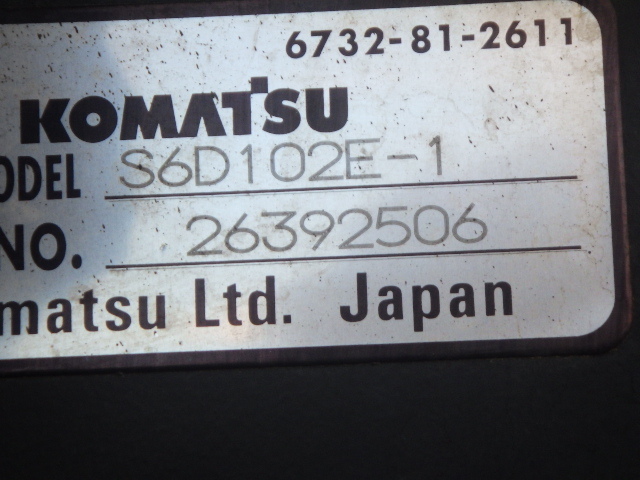 6732-81-2611
KOMATSU
ODEL S6D102E-1
NO. 26392506
matsu Ltd. Japan